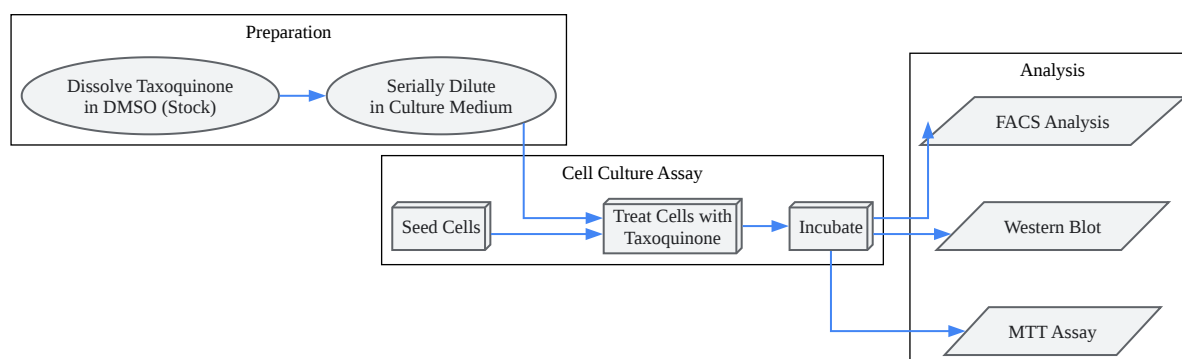 Preparation
Dissolve Taxoquinone
in DMSO (Stock)
Serially Dilute
in Culture Medium
Cell Culture Assay
Seed Cells
Treat Cells with
Taxoquinone
Incubate
Analysis
FACS Analysis
Western Blot
MTT Assay